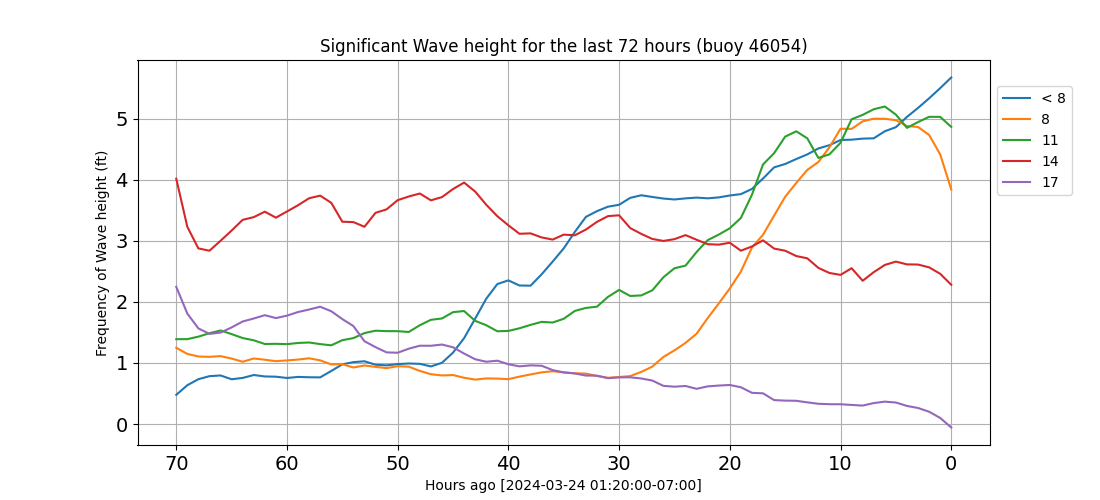 Significant Wave height for the last 72 hours (buoy 46054)
Frequency of Wave height (ft)
5
4
3
2
1
0
70 60 50 40 30 20 10 0
Hours ago [2024-03-24 01:20:00-07:00]
< 8
8
11
14
17